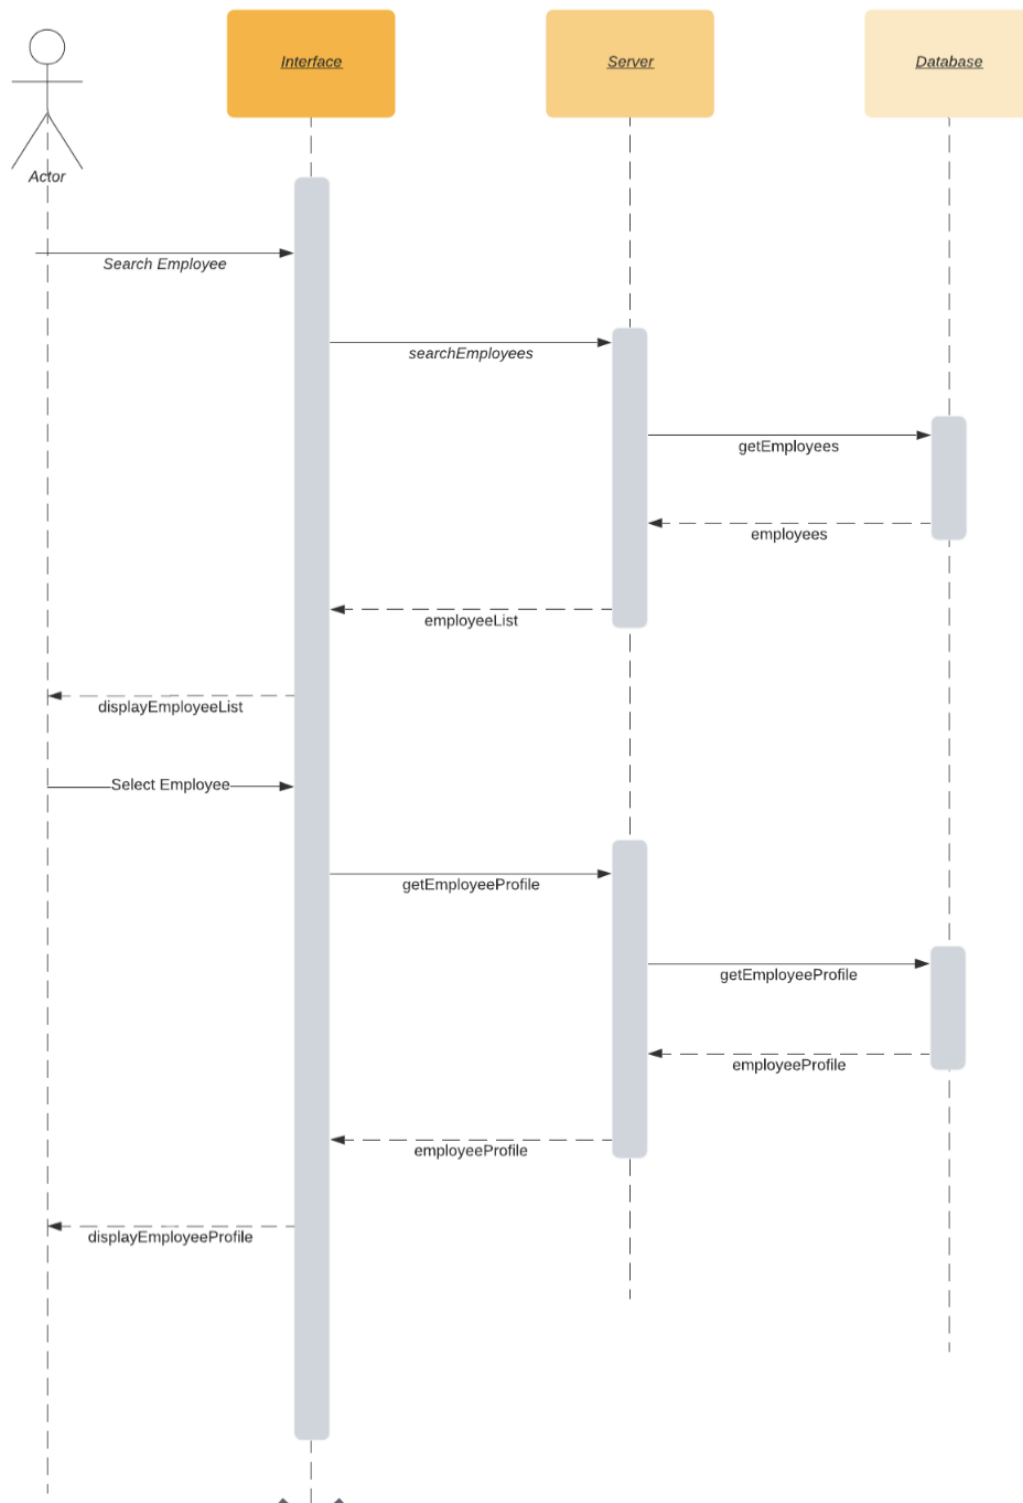 Interface
Server
Database
Actor
Search Employee
searchEmployees
getEmployees
employees
employeeList
displayEmployeeList
Select Employee
getEmployeeProfile
getEmployeeProfile
employeeProfile
employeeProfile
displayEmployeeProfile